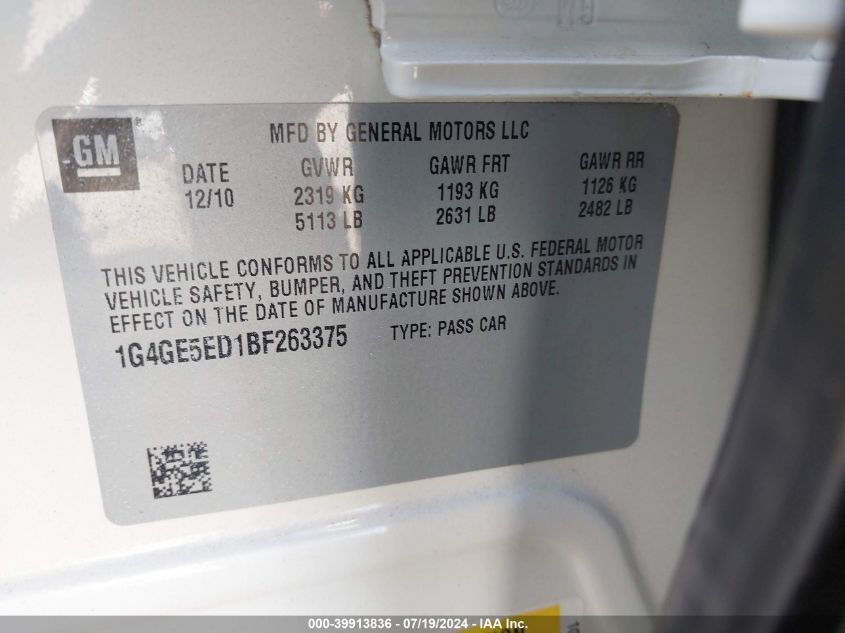 M5
GM
MFD BY GENERAL MOTORS LLC
DATE GVWR GAWR FRT GAWR RR
12/10 2319 KG 1193 KG 1126 KG
5113 LB 2631 LB 2482 LB
THIS VEHICLE CONFORMS TO ALL APPLICABLE U.S. FEDERAL MOTOR
VEHICLE SAFETY, BUMPER, AND THEFT PREVENTION STANDARDS IN
EFFECT ON THE DATE OF MANUFACTURE SHOWN ABOVE.
1G4GE5ED1BF263375 TYPE: PASS CAR
000-39913836 - 07/19/2024 - IAA Inc.